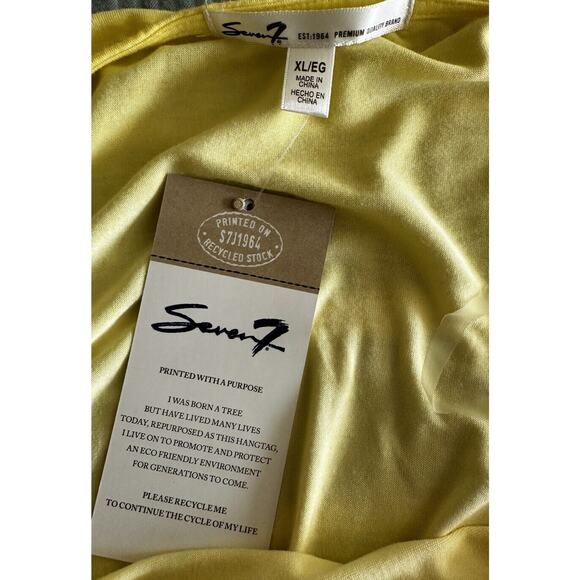 Seven7
EST:1964 PREMIUM QUALITY BRAND
XL/EG
MADE IN
CHINA
HECHO EN
CHINA
PRINTED ON
S7J1964
RECYCLED STOCK
Seven7
PRINTED WITH A PURPOSE
I WAS BORN A TREE
BUT HAVE LIVED MANY LIVES
TODAY, REPURPOSED AS THIS HANGTAG,
I LIVE ON TO PROMOTE AND PROTECT
AN ECO FRIENDLY ENVIRONMENT
FOR GENERATIONS TO COME.
PLEASE RECYCLE ME
TO CONTINUE THE CYCLE OF MY LIFE